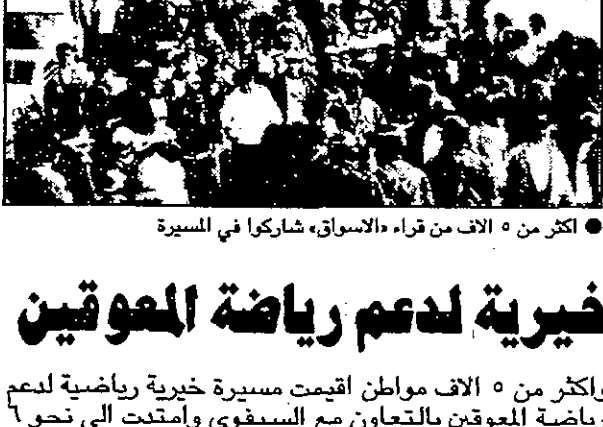 ● اكثر من ٥ الاف من قراء «الاسواق» شاركوا في المسيرة
خيرية لدعم رياضة المعوقين
واكثر من ٥ الاف مواطن اقيمت مسيرة خيرية رياضية لدعم
رياضة المعوقين بالتعاون مع السيفوي وامتدت الى نحو ٦